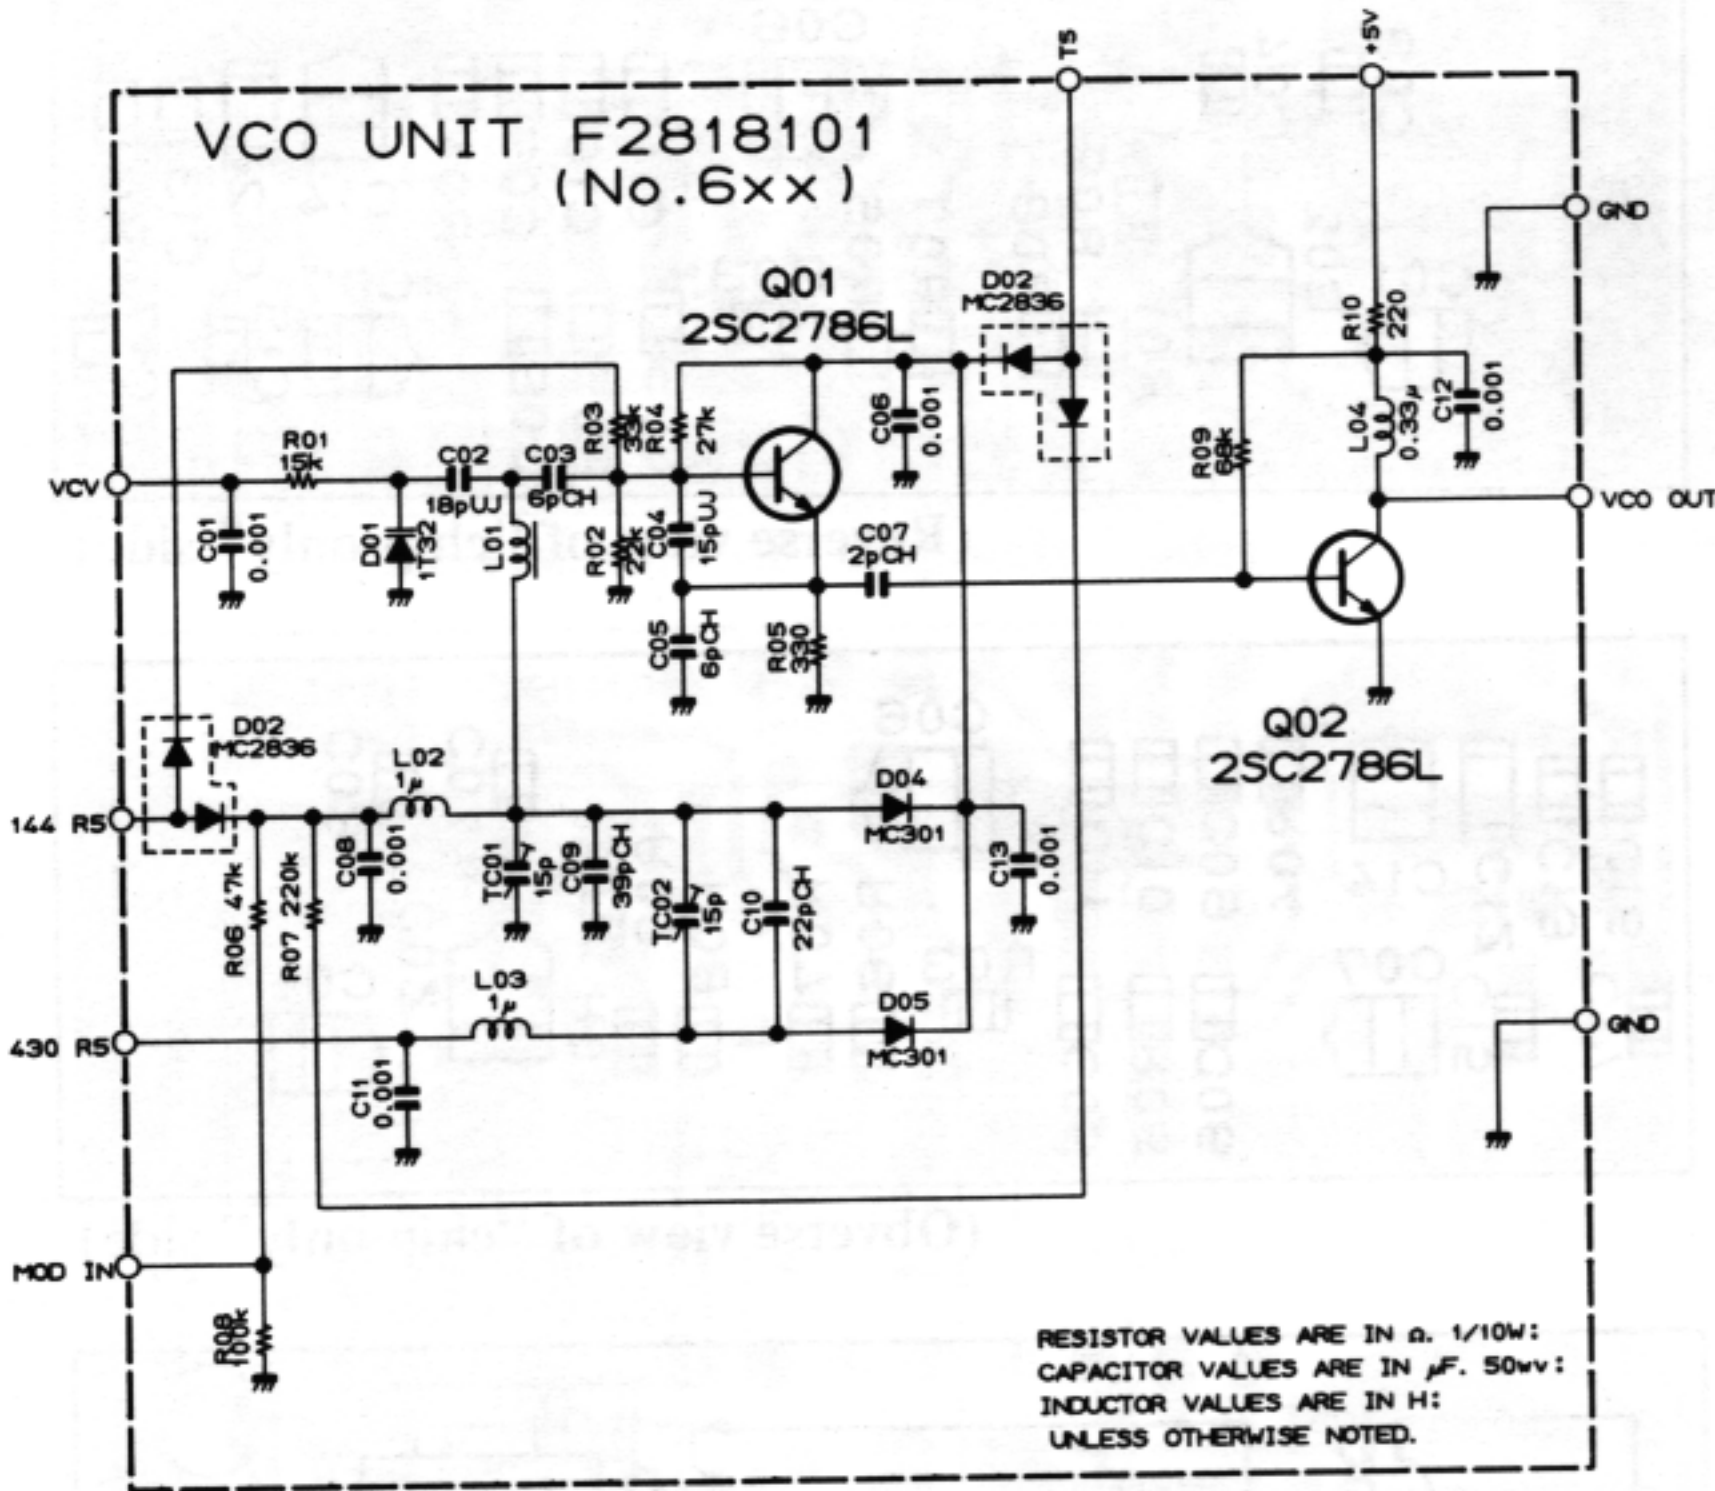 T5
+5V
VCO UNIT F2818101
(No.6xx)
GND
Q01
2SC2786L
D02
MC2836
R10
220
R03
33k
R04
27k
C06
0.001
R09
68k
L04
0.33μ
C12
0.001
R01
C02
18pUJ
C03
6pCH
VCV
VCO OUT
C01
0.001
D01
1T32
L01
R02
22k
C04
15pUJ
C07
2pCH
C05
6pCH
R05
330
Q02
2SC2786L
D02
MC2836
L02
1μ
D04
MC301
144 R5
R06 47k
R07 220k
C08
0.001
TC01
15p
C09
39pCH
TC02
15p
C10
22pCH
C13
0.001
L03
1μ
D05
MC301
430 R5
GND
C11
0.001
MOD IN
R08
100k
RESISTOR VALUES ARE IN Ω. 1/10W:
CAPACITOR VALUES ARE IN μF. 50wv:
INDUCTOR VALUES ARE IN H:
UNLESS OTHERWISE NOTED.